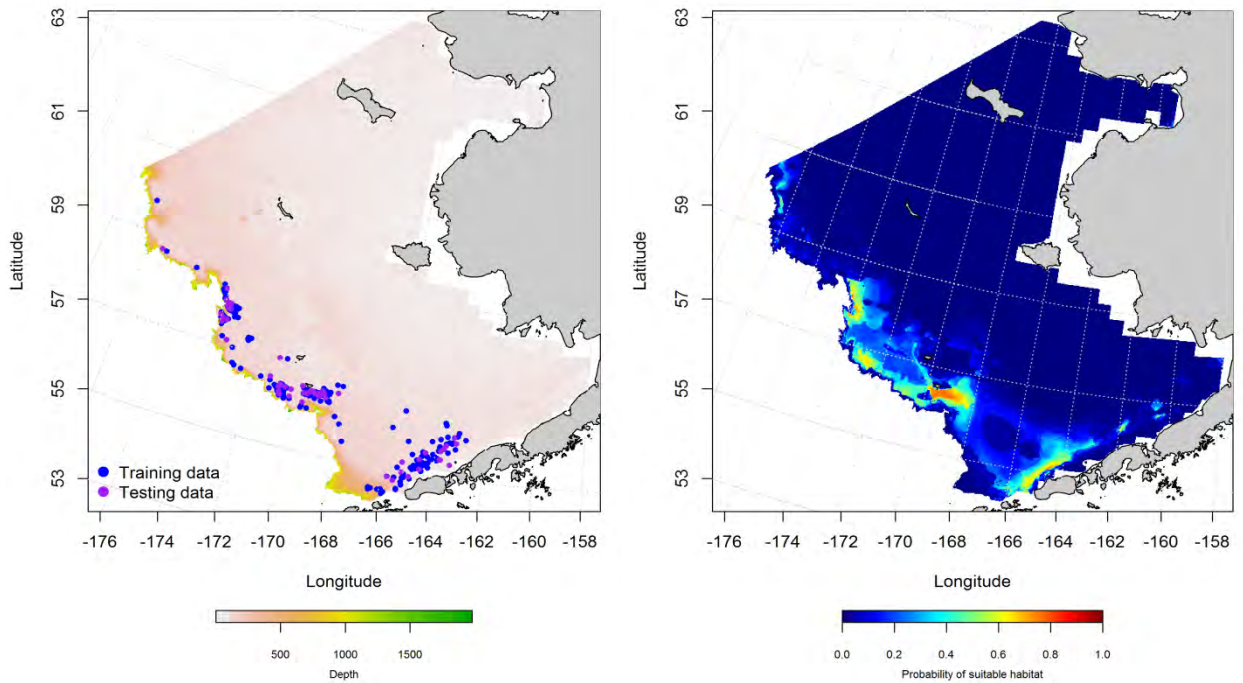 63
61
59
57
55
53
Latitude
Training data
Testing data
-176 -174 -172 -170 -168 -166 -164 -162 -160 -158
Longitude
500 1000 1500
Depth
63
61
59
57
55
53
Latitude
-176 -174 -172 -170 -168 -166 -164 -162 -160 -158
Longitude
0.0 0.2 0.4 0.6 0.8 1.0
Probability of suitable habitat